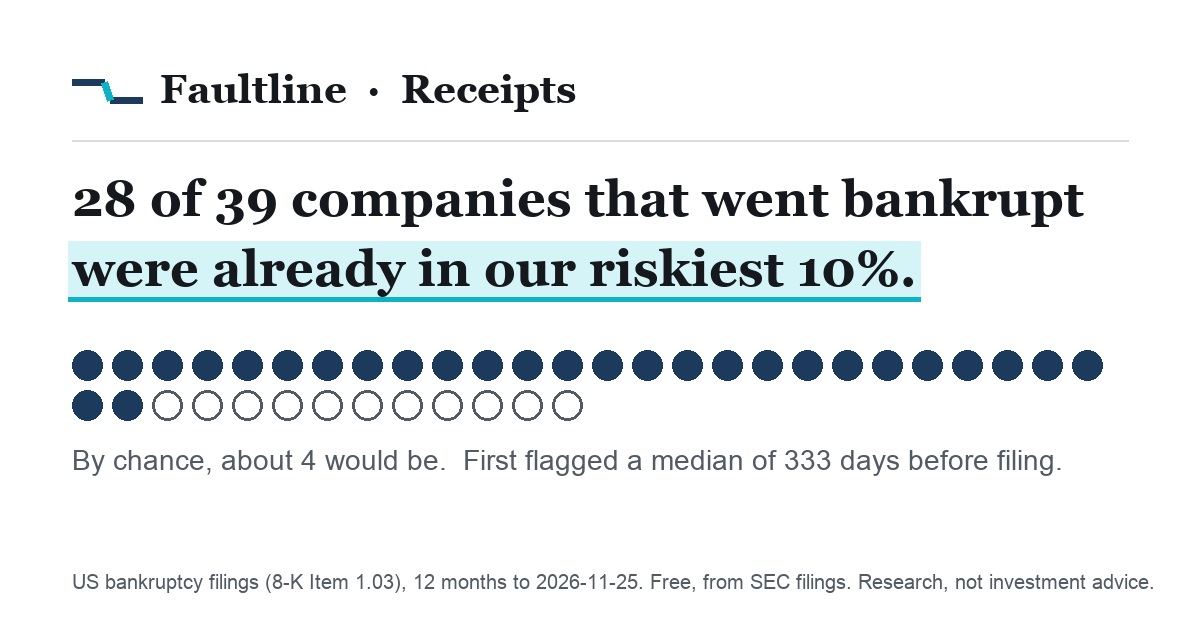 Faultline · Receipts
28 of 39 companies that went bankrupt
were already in our riskiest 10%.
By chance, about 4 would be. First flagged a median of 333 days before filing.
US bankruptcy filings (8-K Item 1.03), 12 months to 2026-11-25. Free, from SEC filings. Research, not investment advice.